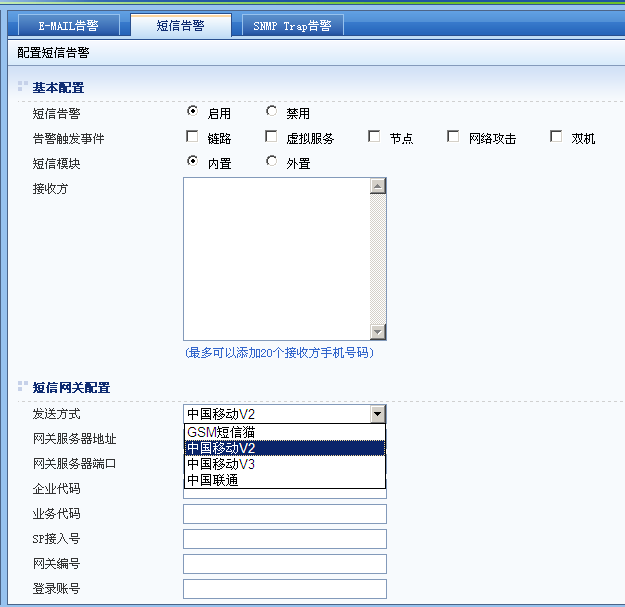 E-MAIL告警 短信告警 SNMP Trap告警
配置短信告警
基本配置
短信告警 启用 禁用
告警触发事件 链路 虚拟服务 节点 网络攻击 双机
短信模块 内置 外置
接收方
(最多可以添加20个接收方手机号码)
短信网关配置
发送方式 中国移动V2
GSM短信猫
网关服务器地址 中国移动V2
网关服务器端口 中国移动V3
企业代码 中国联通
业务代码
SP接入号
网关编号
登录账号